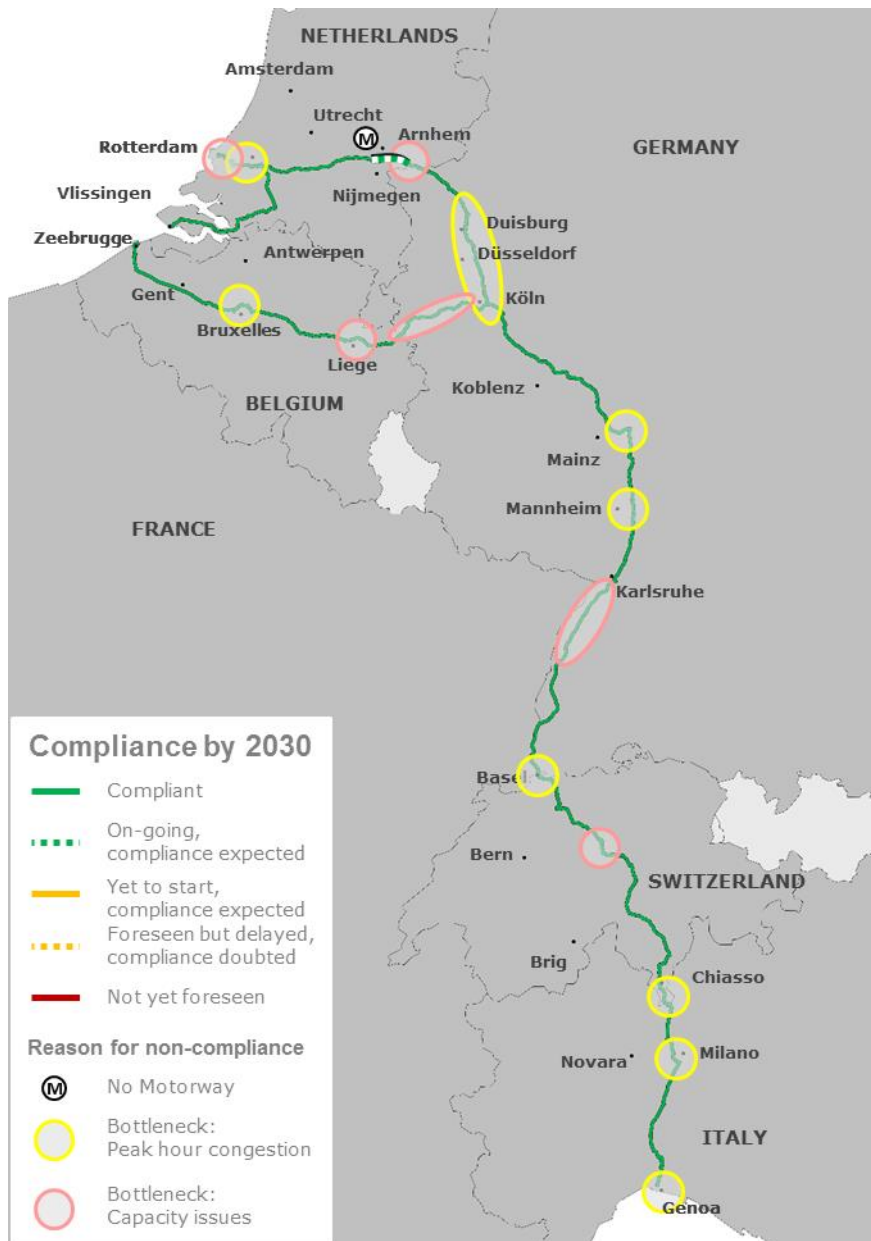 NETHERLANDS
Amsterdam
Utrecht
M
Arnhem
Rotterdam
GERMANY
Nijmegen
Vlissingen
Duisburg
Zeebrugge
Düsseldorf
Antwerpen
Gent
Köln
Bruxelles
Liege
Koblenz
BELGIUM
Mainz
Mannheim
FRANCE
Karlsruhe
Basel
Bern
SWITZERLAND
Brig
Chiasso
Novara
Milano
ITALY
Genoa
Compliance by 2030
Compliant
On-going,
compliance expected
Yet to start,
compliance expected
Foreseen but delayed,
compliance doubted
Not yet foreseen
Reason for non-compliance
M
No Motorway
Bottleneck:
Peak hour congestion
Bottleneck:
Capacity issues